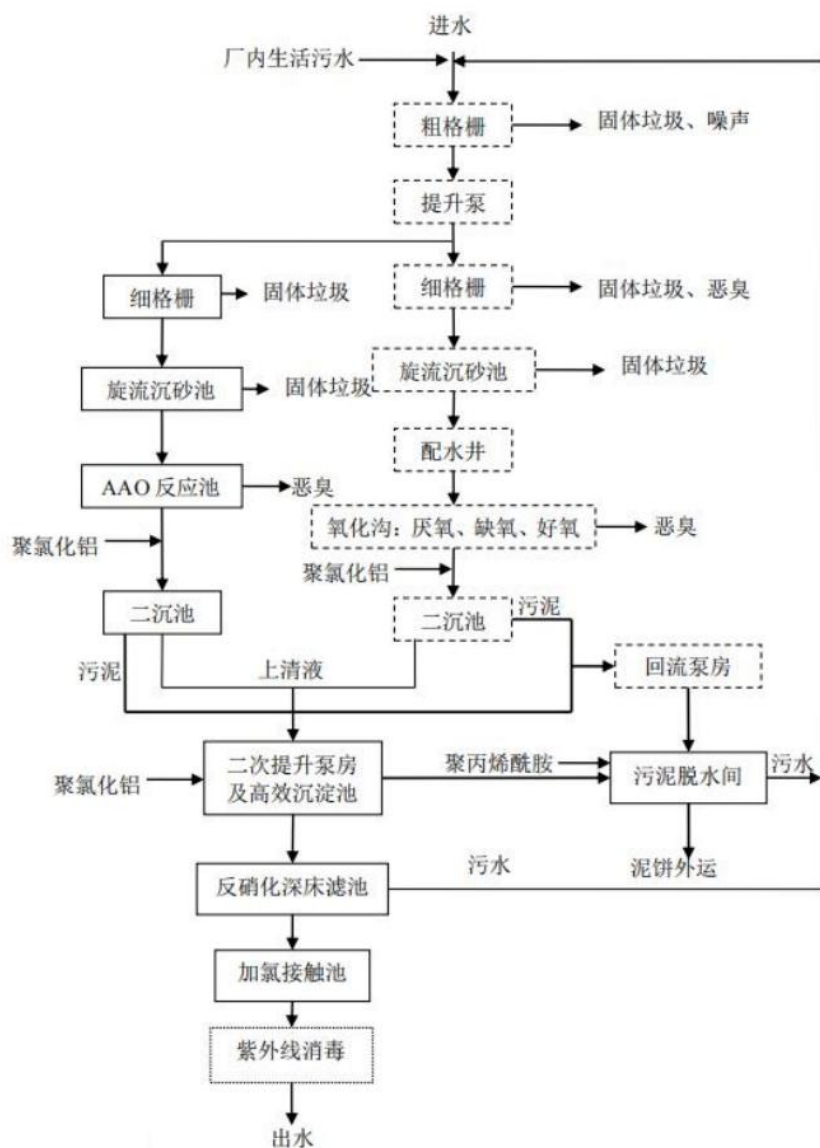 进水
厂内生活污水
粗格栅
固体垃圾、噪声
提升泵
细格栅
固体垃圾
细格栅
固体垃圾、恶臭
旋流沉砂池
固体垃圾
旋流沉砂池
固体垃圾
配水井
AAO 反应池
恶臭
氧化沟：厌氧、缺氧、好氧
恶臭
聚氯化铝
聚氯化铝
二沉池
二沉池
污泥
污泥
上清液
回流泵房
聚氯化铝
二次提升泵房
及高效沉淀池
聚丙烯酰胺
污泥脱水间
污水
反硝化深床滤池
污水
泥饼外运
加氯接触池
紫外线消毒
出水